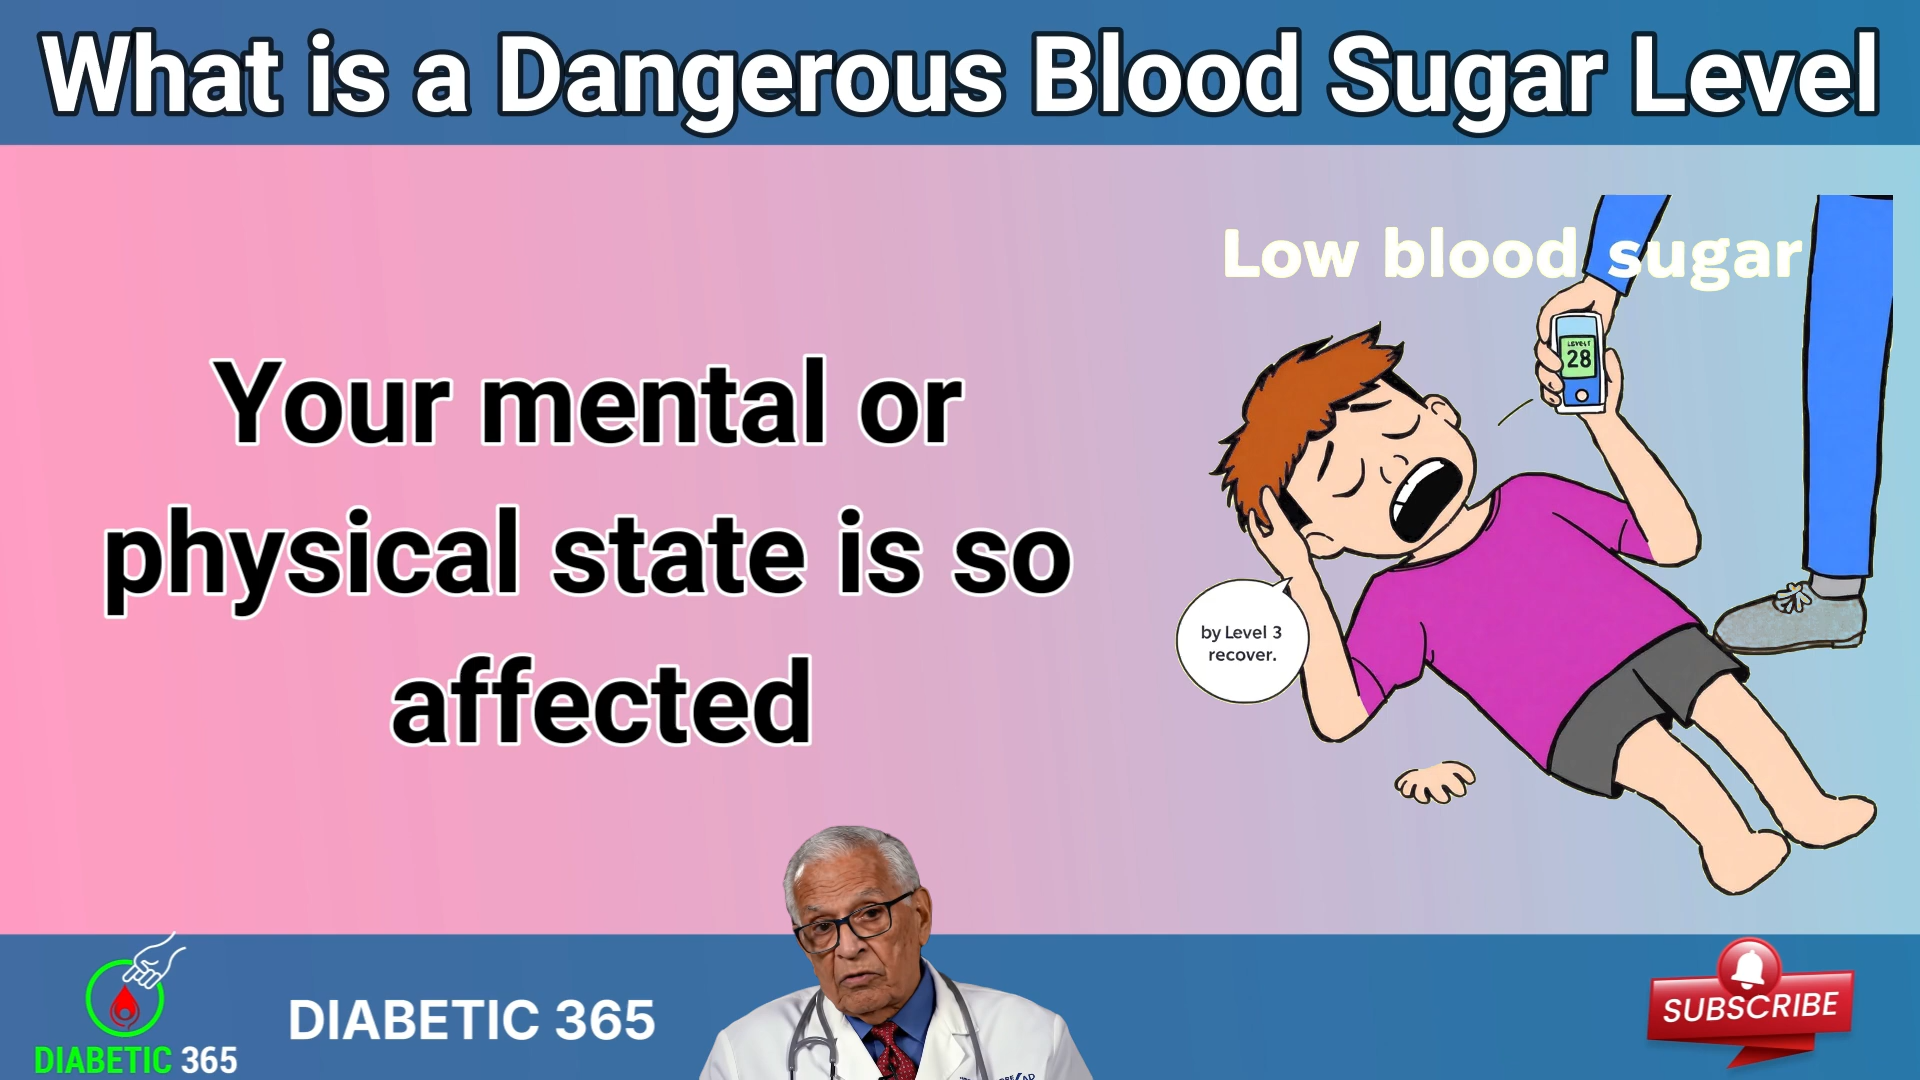 What is a Dangerous Blood Sugar Level
Low blood sugar
28
Your mental or
physical state is so
affected
by Level 3
recover.
DIABETIC 365
DIABETIC 365
SUBSCRIBE